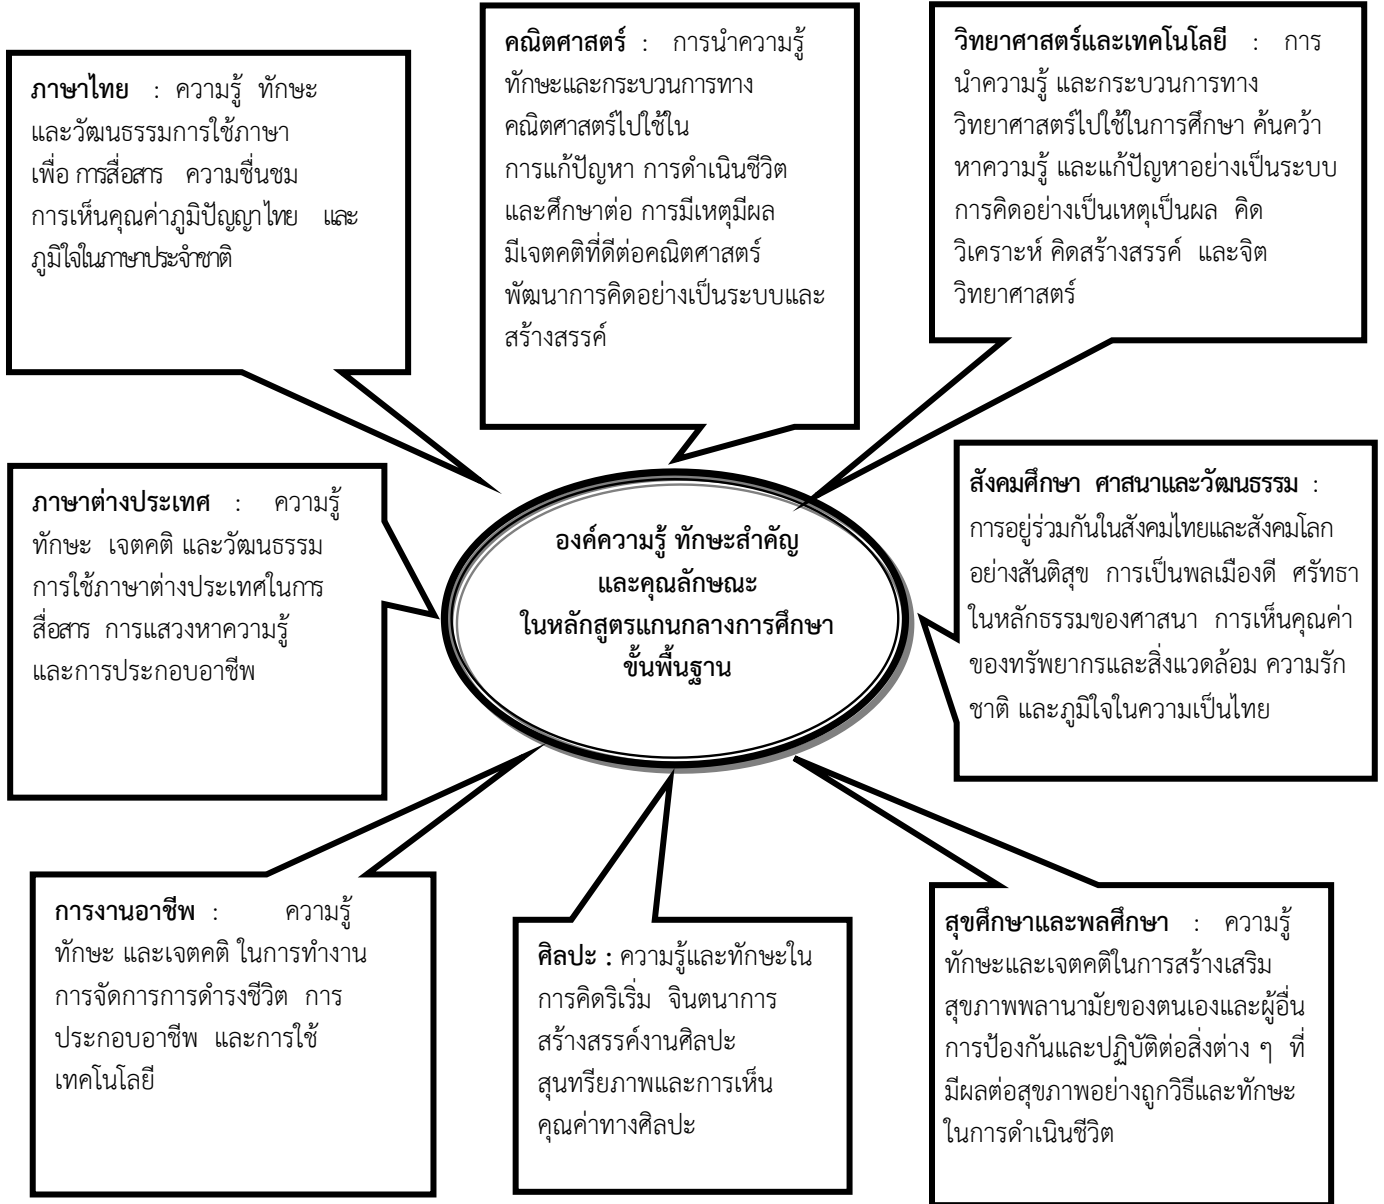 ภาษาไทย : ความรู้ ทักษะ
และวัฒนธรรมการใช้ภาษา
เพื่อ การสื่อสาร ความชื่นชม
การเห็นคุณค่าภูมิปัญญาไทย และ
ภูมิใจในภาษาประจำชาติ
คณิตศาสตร์ : การนำความรู้
ทักษะและกระบวนการทาง
คณิตศาสตร์ไปใช้ใน
การแก้ปัญหา การดำเนินชีวิต
และศึกษาต่อ การมีเหตุมีผล
มีเจตคติที่ดีต่อคณิตศาสตร์
พัฒนาการคิดอย่างเป็นระบบและ
สร้างสรรค์
วิทยาศาสตร์และเทคโนโลยี : การ
นำความรู้ และกระบวนการทาง
วิทยาศาสตร์ไปใช้ในการศึกษา ค้นคว้า
หาความรู้ และแก้ปัญหาอย่างเป็นระบบ
การคิดอย่างเป็นเหตุเป็นผล คิด
วิเคราะห์ คิดสร้างสรรค์ และจิต
วิทยาศาสตร์
ภาษาต่างประเทศ : ความรู้
ทักษะ เจตคติ และวัฒนธรรม
การใช้ภาษาต่างประเทศในการ
สื่อสาร การแสวงหาความรู้
และการประกอบอาชีพ
องค์ความรู้ ทักษะสำคัญ
และคุณลักษณะ
ในหลักสูตรแกนกลางการศึกษา
ขั้นพื้นฐาน
สังคมศึกษา ศาสนาและวัฒนธรรม :
การอยู่ร่วมกันในสังคมไทยและสังคมโลก
อย่างสันติสุข การเป็นพลเมืองดี ศรัทธา
ในหลักธรรมของศาสนา การเห็นคุณค่า
ของทรัพยากรและสิ่งแวดล้อม ความรัก
ชาติ และภูมิใจในความเป็นไทย
การงานอาชีพ : ความรู้
ทักษะ และเจตคติ ในการทำงาน
การจัดการการดำรงชีวิต การ
ประกอบอาชีพ และการใช้
เทคโนโลยี
ศิลปะ : ความรู้และทักษะใน
การคิดริเริ่ม จินตนาการ
สร้างสรรค์งานศิลปะ
สุนทรียภาพและการเห็น
คุณค่าทางศิลปะ
สุขศึกษาและพลศึกษา : ความรู้
ทักษะและเจตคติในการสร้างเสริม
สุขภาพพลานามัยของตนเองและผู้อื่น
การป้องกันและปฏิบัติต่อสิ่งต่าง ๆ ที่
มีผลต่อสุขภาพอย่างถูกวิธีและทักษะ
ในการดำเนินชีวิต